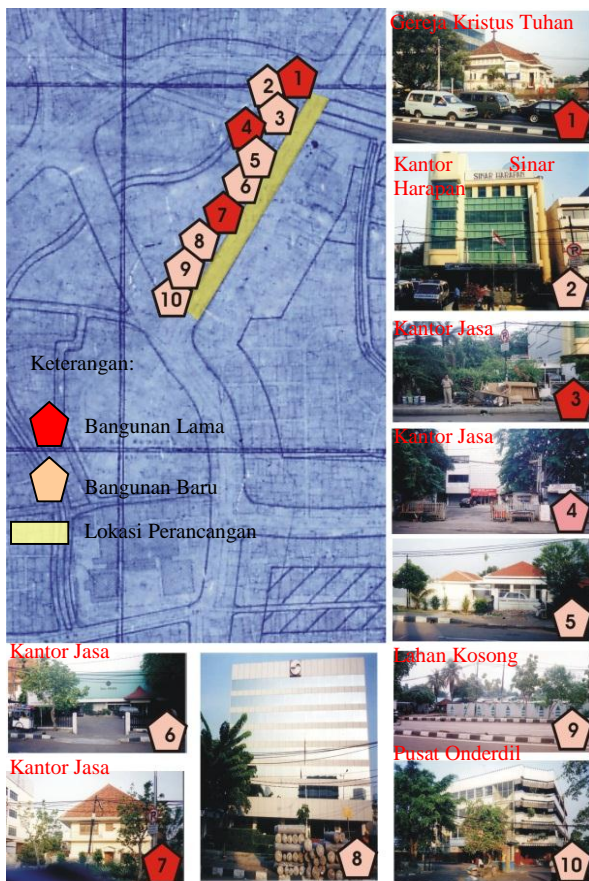 Gereja Kristus Tuhan
1
2
3
4
5
6
7
8
9
10
1
Kantor Sinar
Harapan
SINAR HARAPAN
2
Keterangan:
Kantor Jasa
3
Bangunan Lama
Kantor Jasa
4
Bangunan Baru
Lokasi Perancangan
5
Kantor Jasa
6
8
Lahan Kosong
9
Kantor Jasa
7
Pusat Onderdil
10